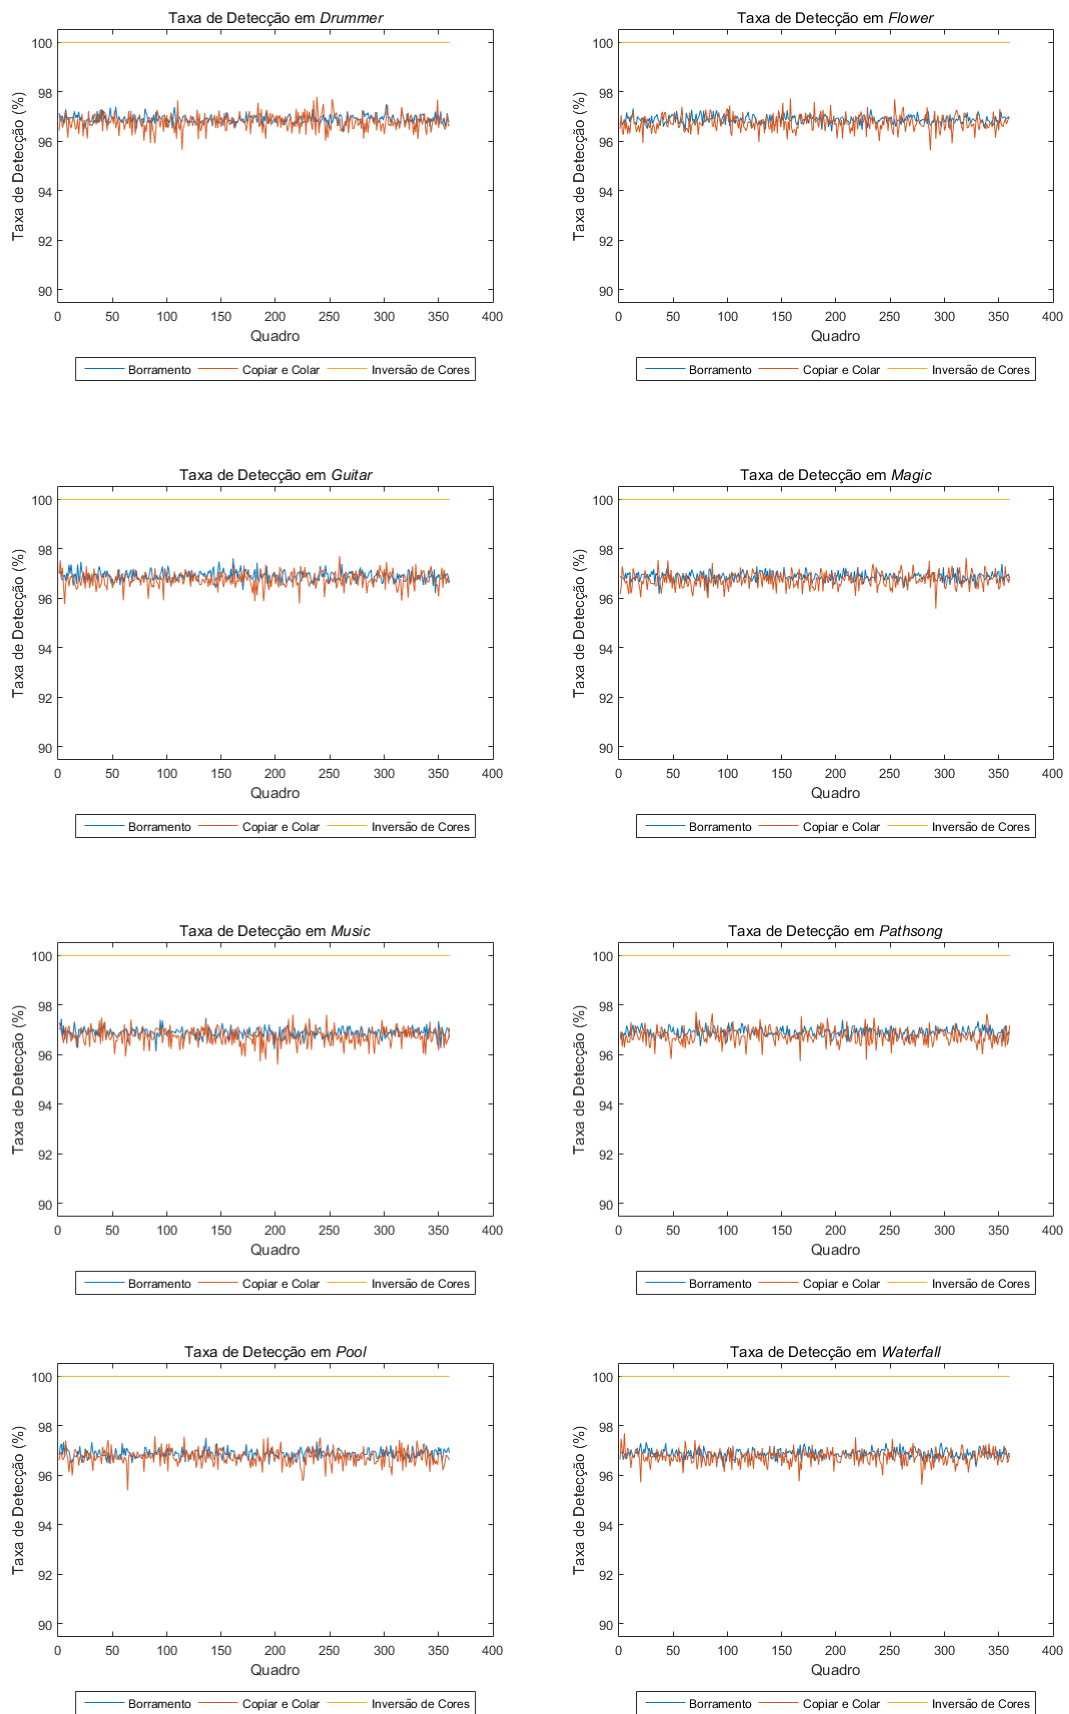 Taxa de Detecção em Drummer
Taxa de Detecção (%)
100
98
96
94
92
90
0 50 100 150 200 250 300 350 400
Quadro
Borramento Copiar e Colar Inversão de Cores
Taxa de Detecção em Flower
Taxa de Detecção (%)
100
98
96
94
92
90
0 50 100 150 200 250 300 350 400
Quadro
Borramento Copiar e Colar Inversão de Cores
Taxa de Detecção em Guitar
Taxa de Detecção (%)
100
98
96
94
92
90
0 50 100 150 200 250 300 350 400
Quadro
Borramento Copiar e Colar Inversão de Cores
Taxa de Detecção em Magic
Taxa de Detecção (%)
100
98
96
94
92
90
0 50 100 150 200 250 300 350 400
Quadro
Borramento Copiar e Colar Inversão de Cores
Taxa de Detecção em Music
Taxa de Detecção (%)
100
98
96
94
92
90
0 50 100 150 200 250 300 350 400
Quadro
Borramento Copiar e Colar Inversão de Cores
Taxa de Detecção em Pathsong
Taxa de Detecção (%)
100
98
96
94
92
90
0 50 100 150 200 250 300 350 400
Quadro
Borramento Copiar e Colar Inversão de Cores
Taxa de Detecção em Pool
Taxa de Detecção (%)
100
98
96
94
92
90
0 50 100 150 200 250 300 350 400
Quadro
Borramento Copiar e Colar Inversão de Cores
Taxa de Detecção em Waterfall
Taxa de Detecção (%)
100
98
96
94
92
90
0 50 100 150 200 250 300 350 400
Quadro
Borramento Copiar e Colar Inversão de Cores